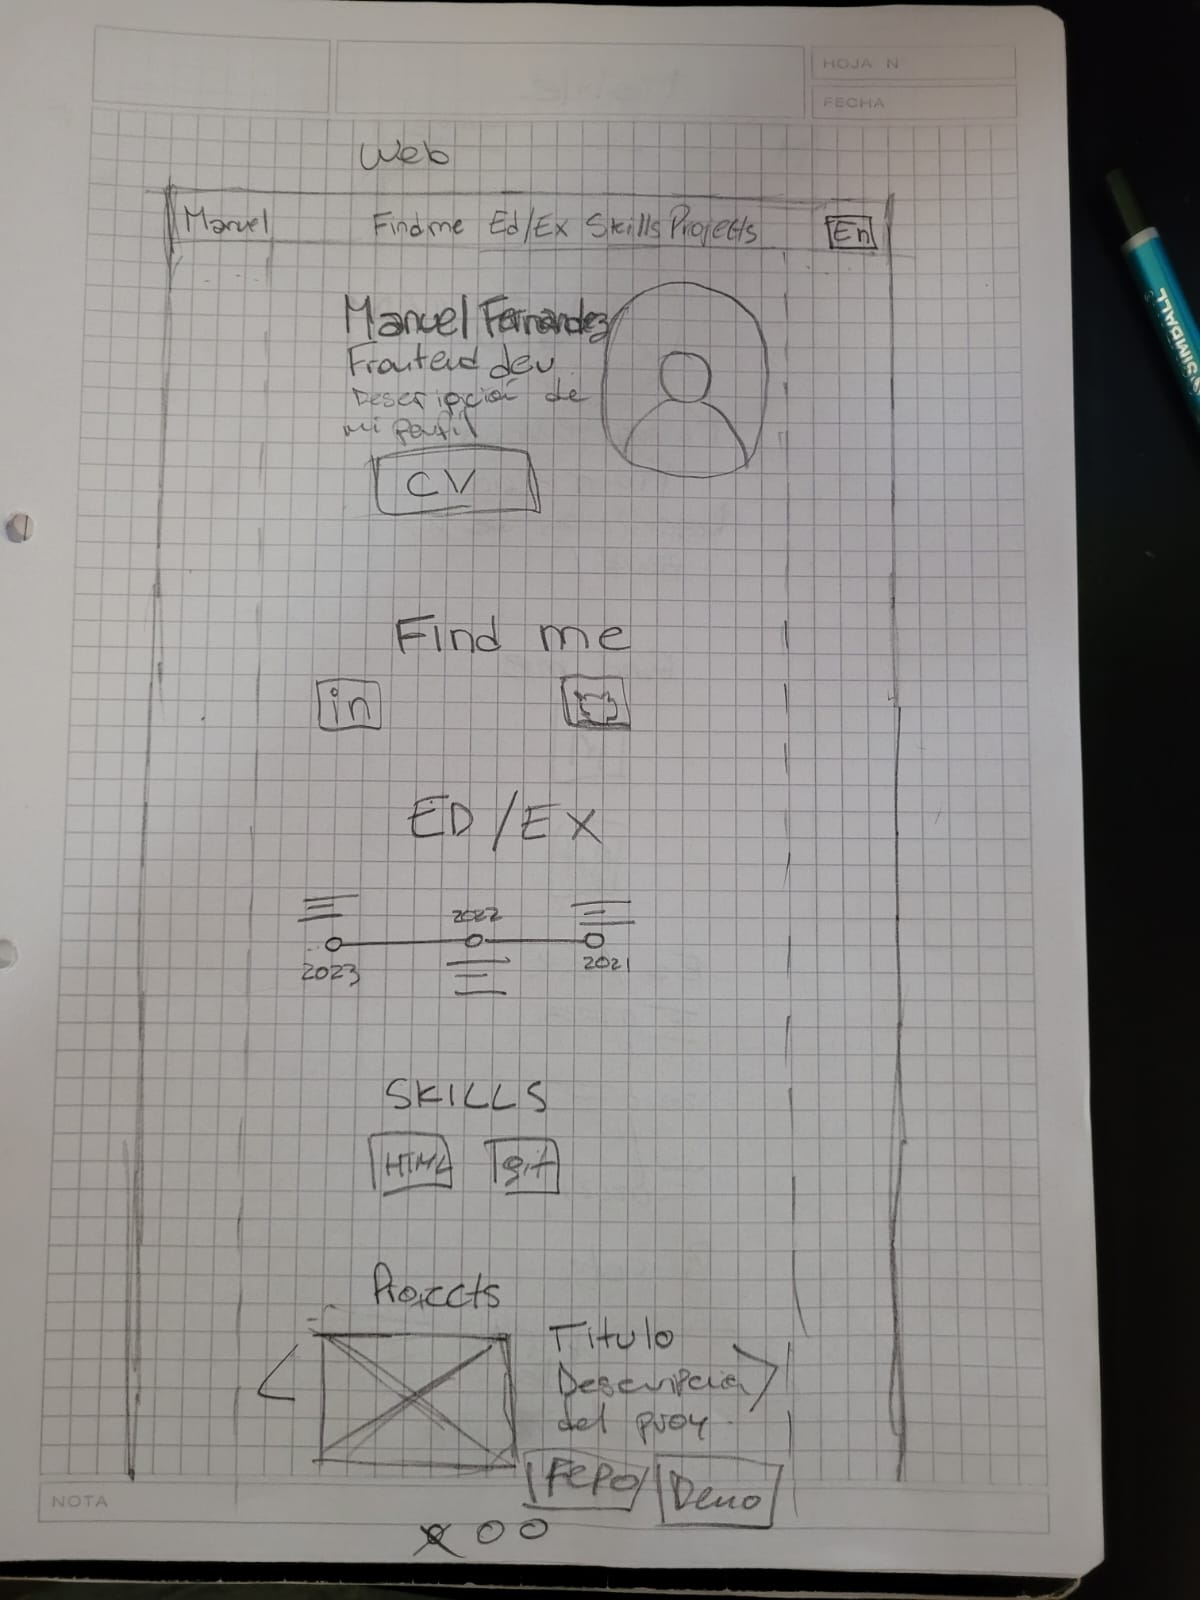 HOJA N
FECHA
Web
Manuel Find me Ed/Ex Skills Projects En
Manuel Fernandez
Frontend dev
Descripción de
mi perfil
CV
Find me
in
ED/EX
2022
2023 2021
SKILLS
HTML git
Projects
Titulo
Descripcion
del proy.
Repo Demo
NOTA
SIMBALL